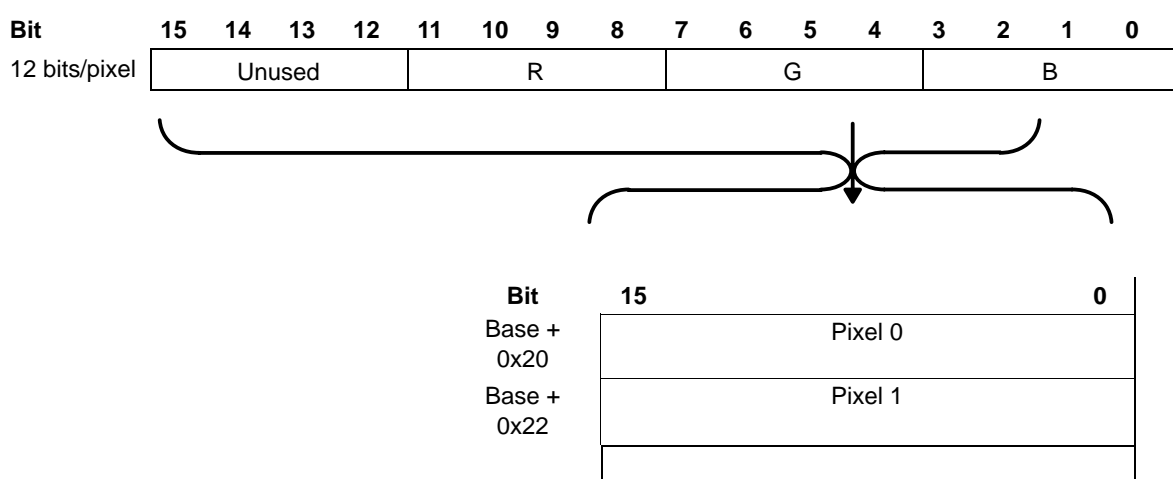 Bit 15 14 13 12 11 10 9 8 7 6 5 4 3 2 1 0
12 bits/pixel Unused R G B
Bit 15 0
Base + Pixel 0
0x20
Base + Pixel 1
0x22